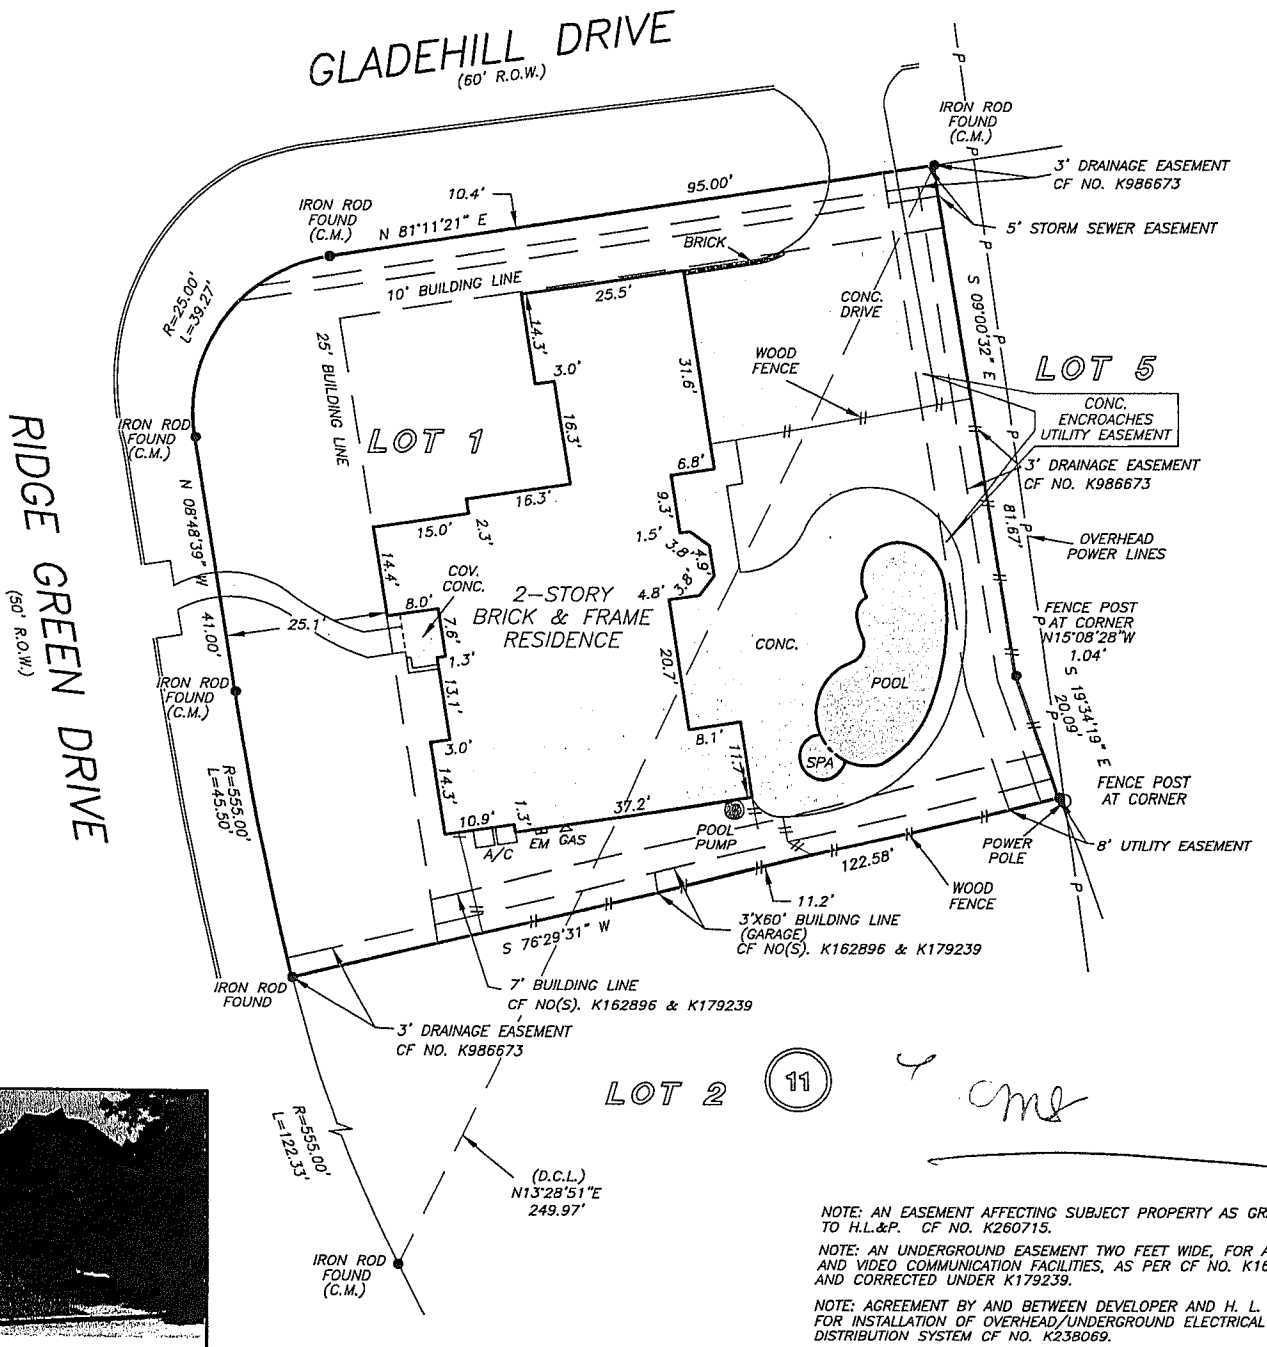 GLADEHILL DRIVE
(60' R.O.W.)
IRON ROD
FOUND
(C.M.)
3' DRAINAGE EASEMENT
CF NO. K986673
5' STORM SEWER EASEMENT
10.4'
95.00'
IRON ROD
FOUND
(C.M.)
N 81°11'21" E
BRICK
10' BUILDING LINE
25.5'
CONC.
DRIVE
S 09°00'32" E
R=25.00'
L=39.27'
25' BUILDING LINE
14.3'
3.0'
31.6'
WOOD
FENCE
LOT 5
CONC.
ENCROACHES
UTILITY EASEMENT
IRON ROD
FOUND
(C.M.)
LOT 1
16.3'
6.8'
3' DRAINAGE EASEMENT
CF NO. K986673
RIDGE GREEN DRIVE
(50' R.O.W.)
N 08°48'39" W
41.00'
16.3'
9.3'
15.0'
2.3'
1.5'
3.8'
4.9'
3.8'
4.8'
81.67'
OVERHEAD
POWER LINES
14.4'
COV.
CONC.
8.0'
2-STORY
BRICK & FRAME
RESIDENCE
25.1'
7.6'
1.3'
FENCE POST
AT CORNER
N15°08'28"W
1.04'
CONC.
POOL
20.7'
IRON ROD
FOUND
(C.M.)
13.1'
S 19°34'19" E
20.09'
3.0'
8.1'
11.7'
SPA
R=555.00'
L=45.50'
14.3'
FENCE POST
AT CORNER
10.9'
1.3'
37.2'
A/C
EM
GAS
POOL
PUMP
122.58'
POWER
POLE
8' UTILITY EASEMENT
WOOD
FENCE
11.2'
3'X60' BUILDING LINE
(GARAGE)
CF NO(S). K162896 & K179239
S 76°29'31" W
IRON ROD
FOUND
7' BUILDING LINE
CF NO(S). K162896 & K179239
3' DRAINAGE EASEMENT
CF NO. K986673
LOT 2
11
R=555.00'
L=122.33'
(D.C.L.)
N13°28'51"E
249.97'
IRON ROD
FOUND
(C.M.)
P P P P P P P P P P P
NOTE: AN EASEMENT AFFECTING SUBJECT PROPERTY AS GR
TO H.L.&P. CF NO. K260715.
NOTE: AN UNDERGROUND EASEMENT TWO FEET WIDE, FOR A
AND VIDEO COMMUNICATION FACILITIES, AS PER CF NO. K16
AND CORRECTED UNDER K179239.
NOTE: AGREEMENT BY AND BETWEEN DEVELOPER AND H. L.
FOR INSTALLATION OF OVERHEAD/UNDERGROUND ELECTRICAL
DISTRIBUTION SYSTEM CF NO. K238069.